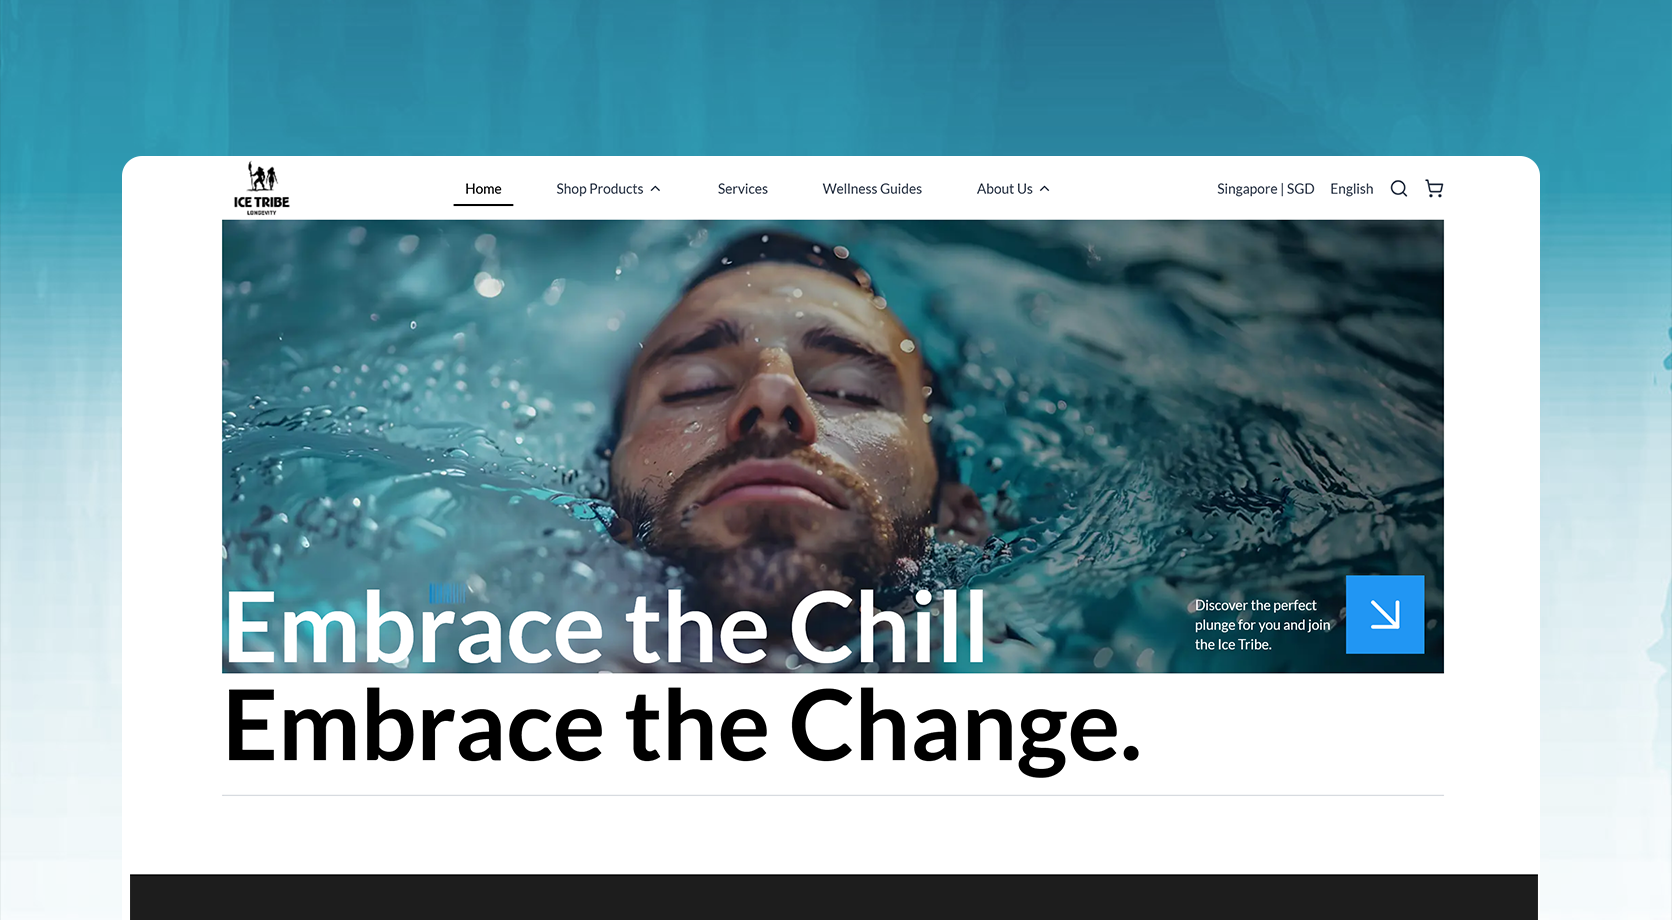 ICE TRIBE
LONGEVITY
Home
Shop Products
Services
Wellness Guides
About Us
Singapore | SGD
English
Embrace the Chill
Discover the perfect
plunge for you and join
the Ice Tribe.
Embrace the Change.